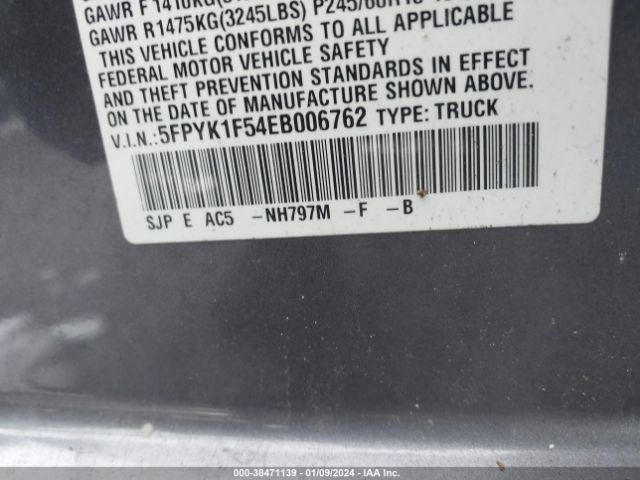 GAWR R1475KG(3245LBS)
THIS VEHICLE CONFORMS TO ALL APPLICABLE
FEDERAL MOTOR VEHICLE SAFETY
AND THEFT PREVENTION STANDARDS IN EFFECT
ON THE DATE OF MANUFACTURE SHOWN ABOVE.
V.I.N.:5FPYK1F54EB006762 TYPE: TRUCK
SJP E AC5 -NH797M -F -B
000-38471139 | 01/09/2024 | IAA Inc.